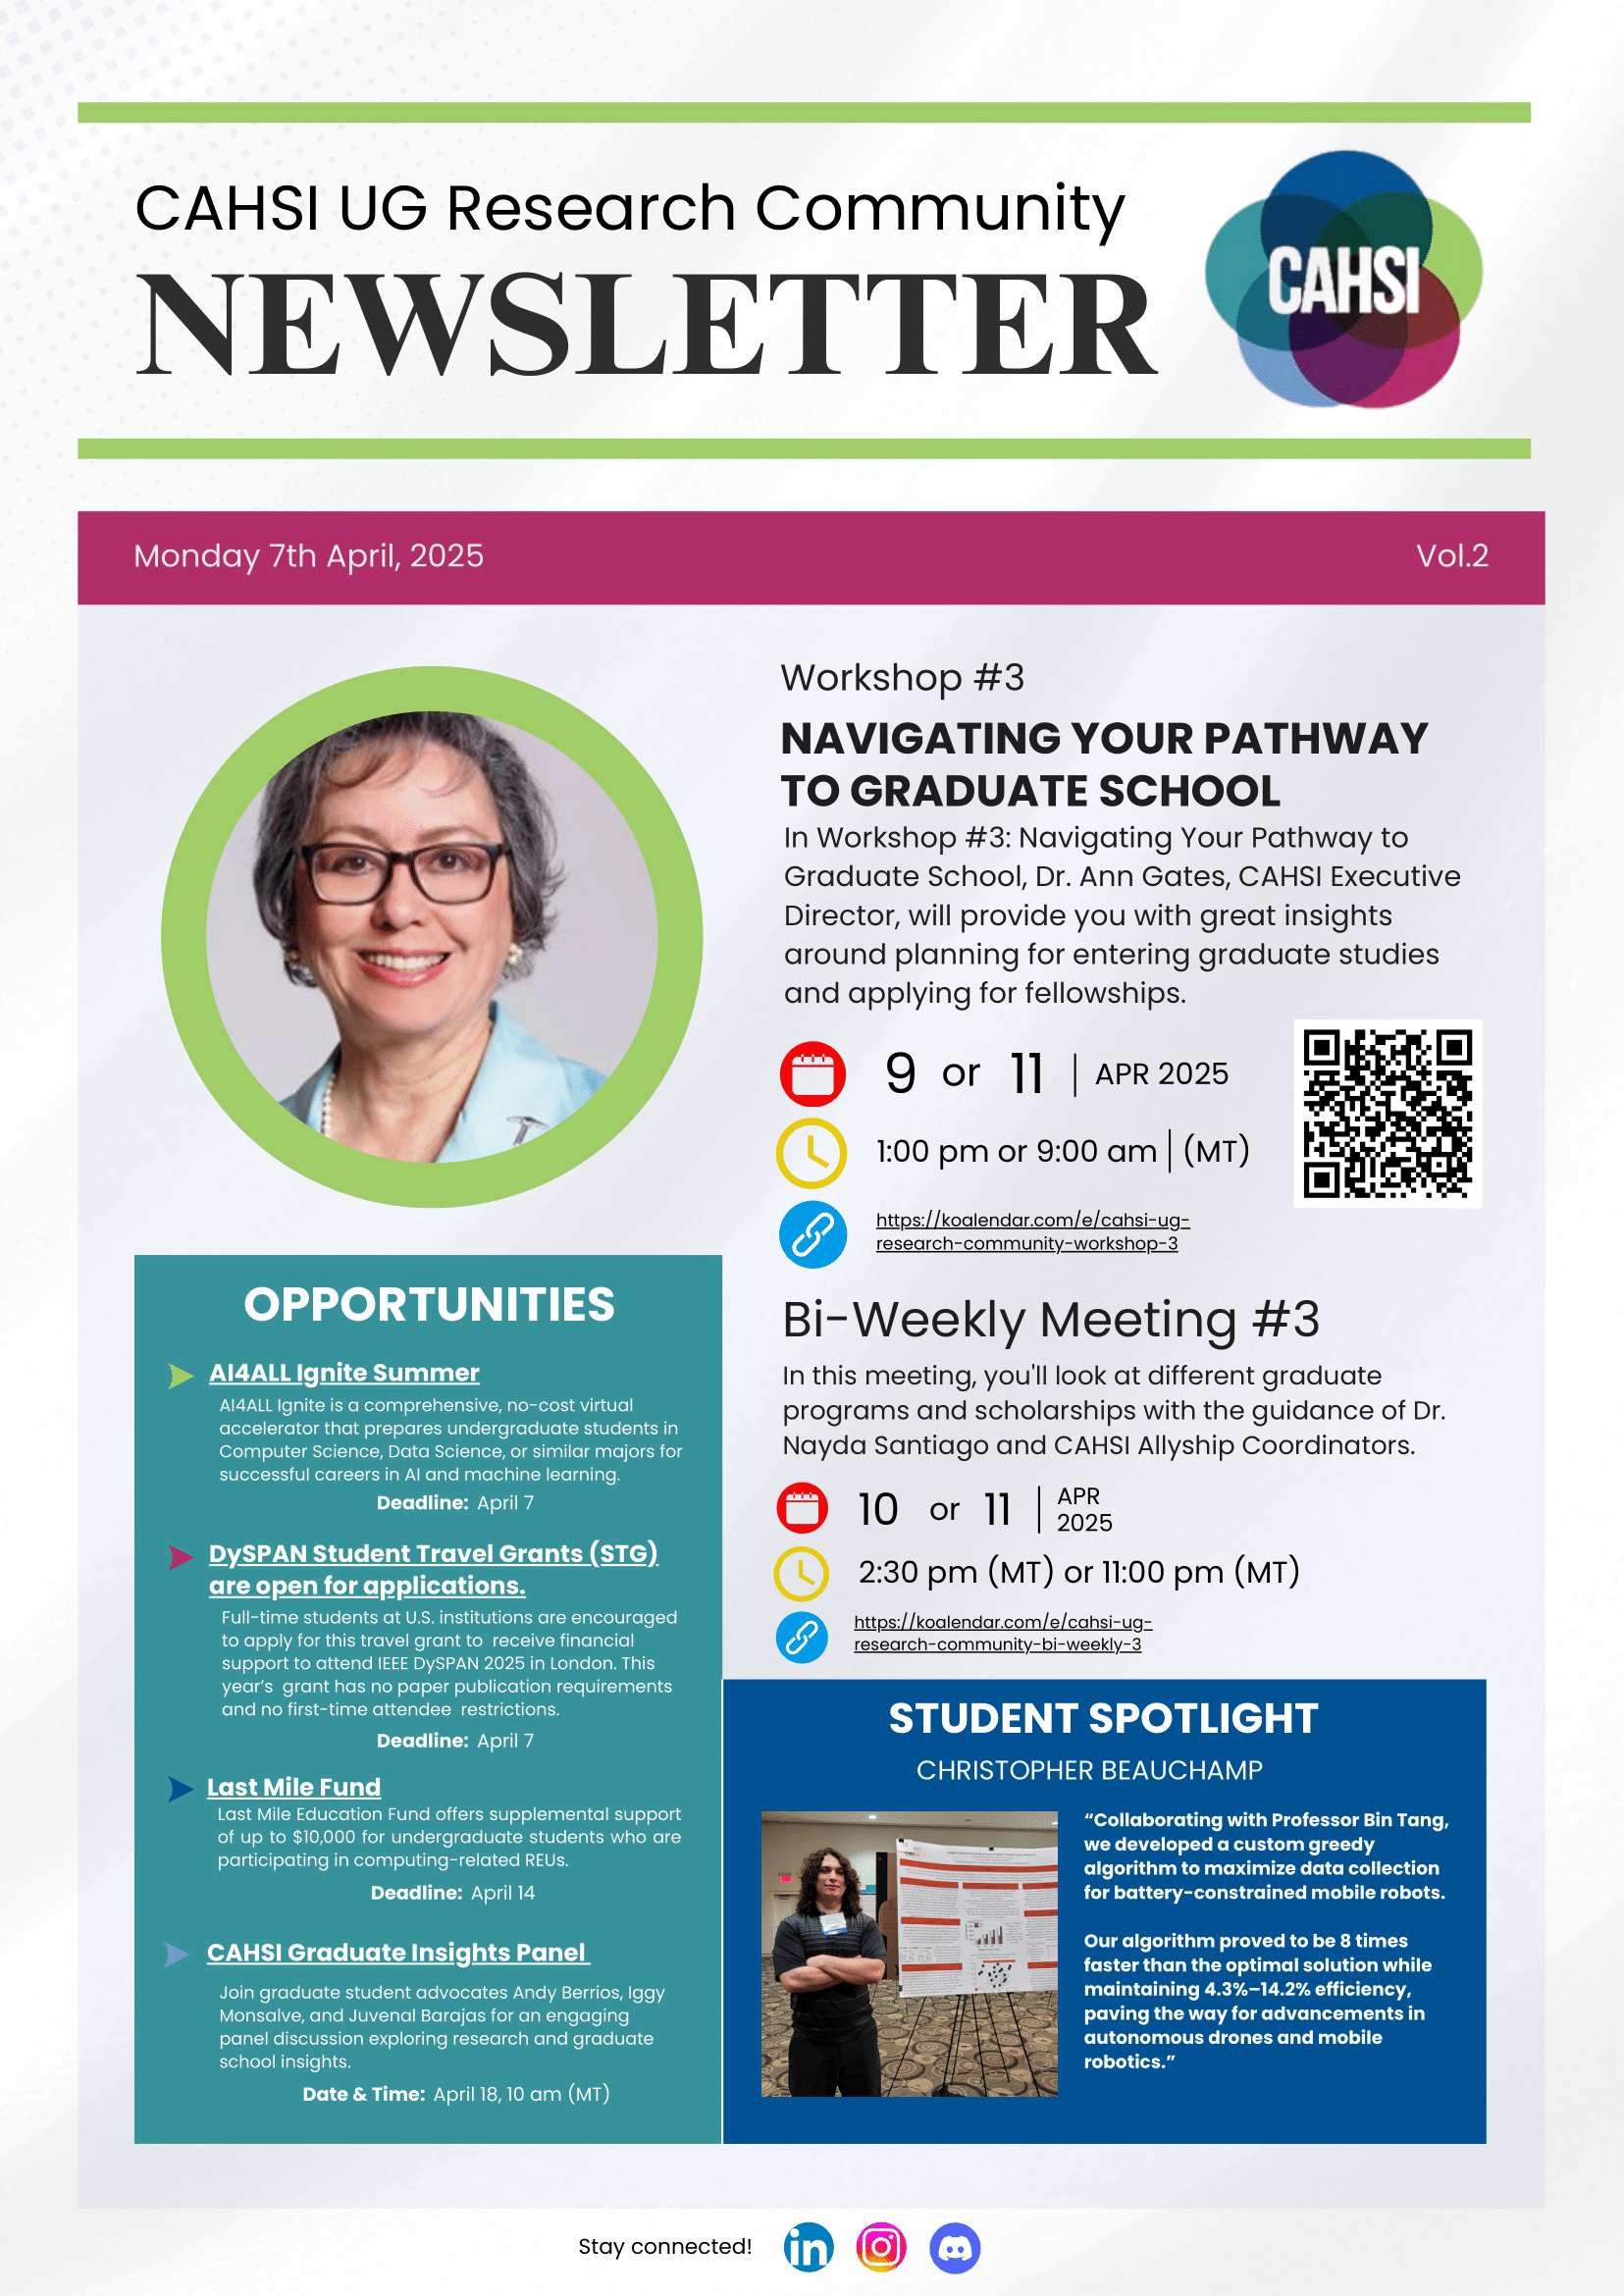 CAHSI UG Research Community
NEWSLETTER
CAHSI
Monday 7th April, 2025
Vol.2
Workshop #3
NAVIGATING YOUR PATHWAY
TO GRADUATE SCHOOL
In Workshop #3: Navigating Your Pathway to
Graduate School, Dr. Ann Gates, CAHSI Executive
Director, will provide you with great insights
around planning for entering graduate studies
and applying for fellowships.
9 or 11 | APR 2025
1:00 pm or 9:00 am | (MT)
https://koalendar.com/e/cahsi-ug-
research-community-workshop-3
Bi-Weekly Meeting #3
In this meeting, you'll look at different graduate
programs and scholarships with the guidance of Dr.
Nayda Santiago and CAHSI Allyship Coordinators.
10 or 11 | APR
2025
2:30 pm (MT) or 11:00 pm (MT)
https://koalendar.com/e/cahsi-ug-
research-community-bi-weekly-3
OPPORTUNITIES
AI4ALL Ignite Summer
AI4ALL Ignite is a comprehensive, no-cost virtual
accelerator that prepares undergraduate students in
Computer Science, Data Science, or similar majors for
successful careers in AI and machine learning.
Deadline: April 7
DySPAN Student Travel Grants (STG)
are open for applications.
Full-time students at U.S. institutions are encouraged
to apply for this travel grant to receive financial
support to attend IEEE DySPAN 2025 in London. This
year's grant has no paper publication requirements
and no first-time attendee restrictions.
Deadline: April 7
Last Mile Fund
Last Mile Education Fund offers supplemental support
of up to $10,000 for undergraduate students who are
participating in computing-related REUs.
Deadline: April 14
CAHSI Graduate Insights Panel
Join graduate student advocates Andy Berrios, Iggy
Monsalve, and Juvenal Barajas for an engaging
panel discussion exploring research and graduate
school insights.
Date & Time: April 18, 10 am (MT)
STUDENT SPOTLIGHT
CHRISTOPHER BEAUCHAMP
“Collaborating with Professor Bin Tang,
we developed a custom greedy
algorithm to maximize data collection
for battery-constrained mobile robots.
Our algorithm proved to be 8 times
faster than the optimal solution while
maintaining 4.3%–14.2% efficiency,
paving the way for advancements in
autonomous drones and mobile
robotics.”
Stay connected!
in